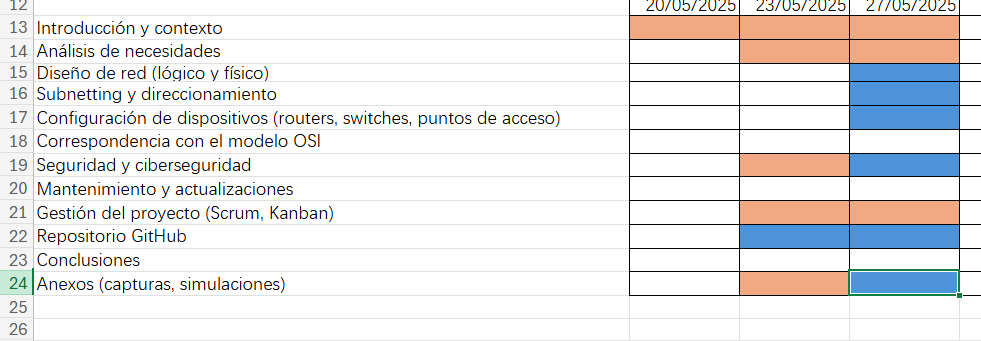 12 20/05/2025 23/05/2025 27/05/2025
13 Introducción y contexto
14 Análisis de necesidades
15 Diseño de red (lógico y físico)
16 Subnetting y direccionamiento
17 Configuración de dispositivos (routers, switches, puntos de acceso)
18 Correspondencia con el modelo OSI
19 Seguridad y ciberseguridad
20 Mantenimiento y actualizaciones
21 Gestión del proyecto (Scrum, Kanban)
22 Repositorio GitHub
23 Conclusiones
24 Anexos (capturas, simulaciones)
25
26